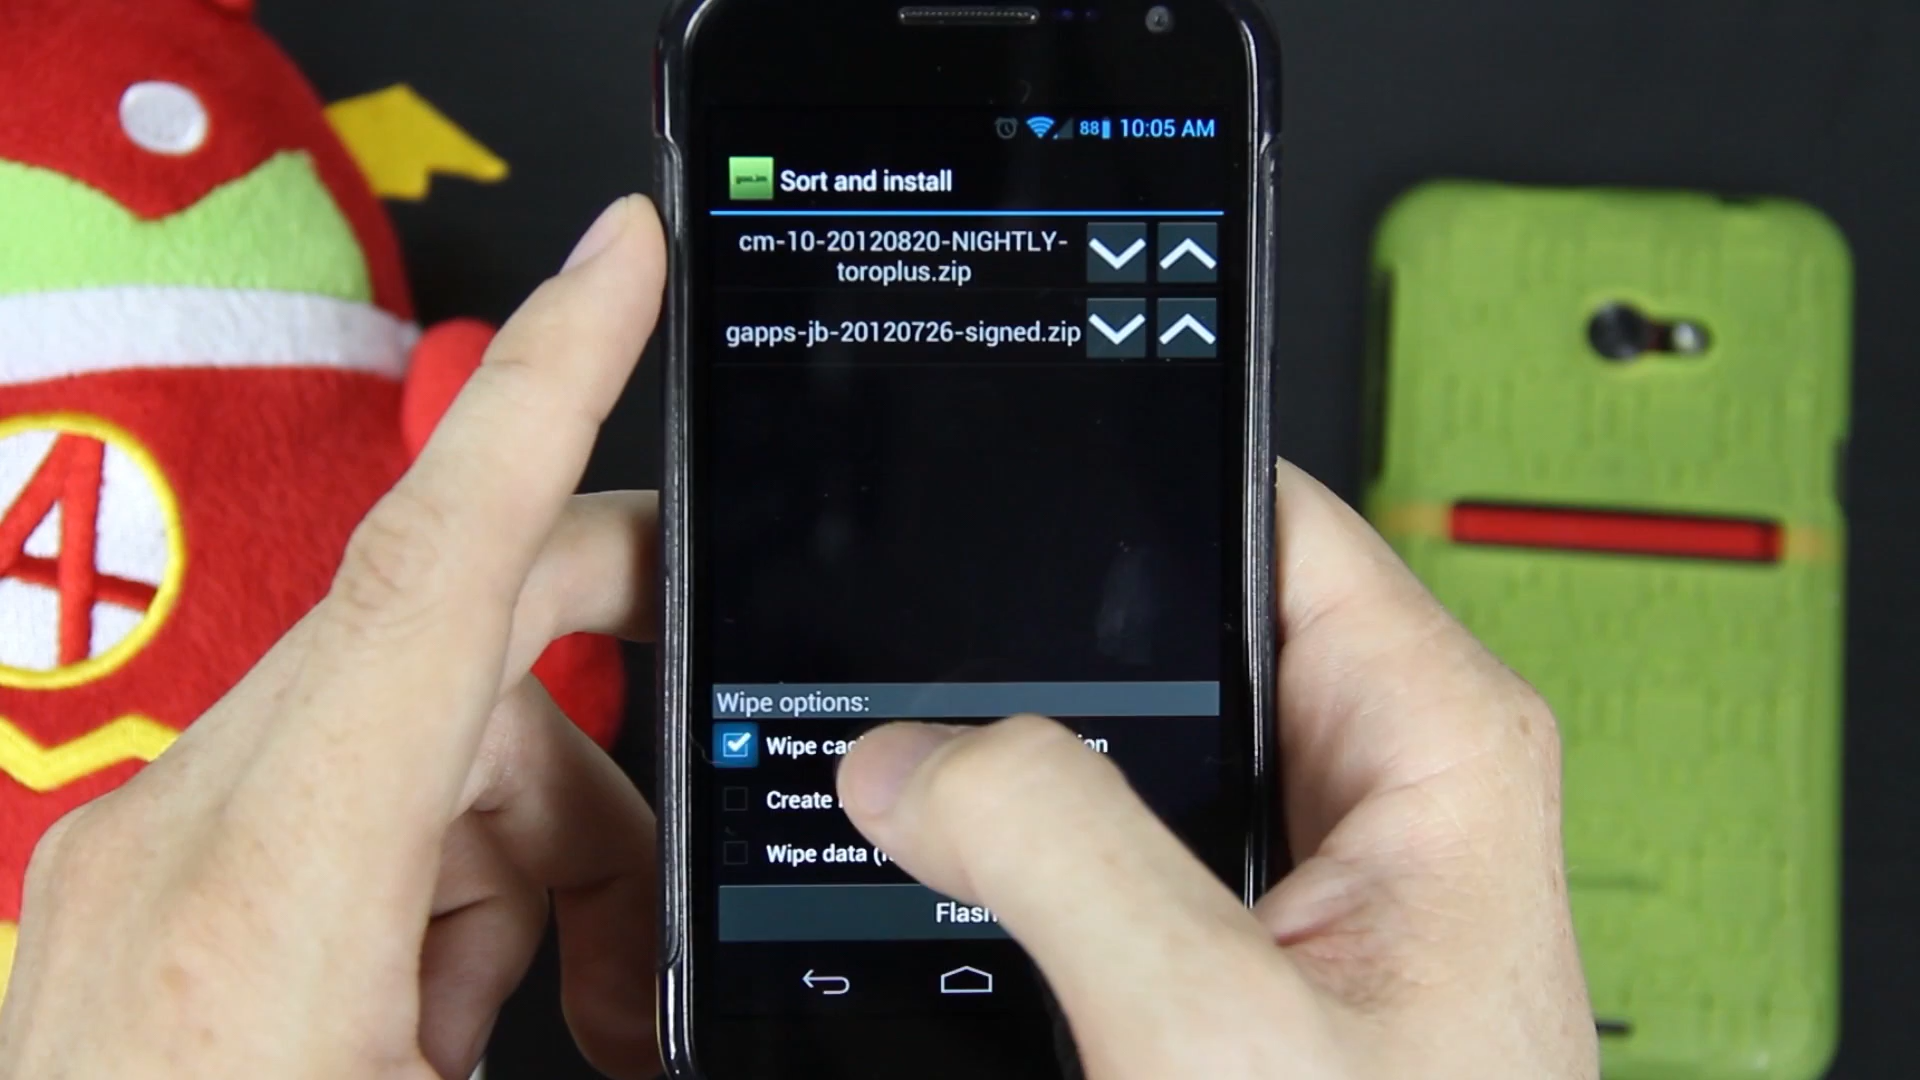 88 10:05 AM
Sort and install
cm-10-20120820-NIGHTLY-
toroplus.zip
gapps-jb-20120726-signed.zip
Wipe options:
Wipe
Create
Wipe data
4